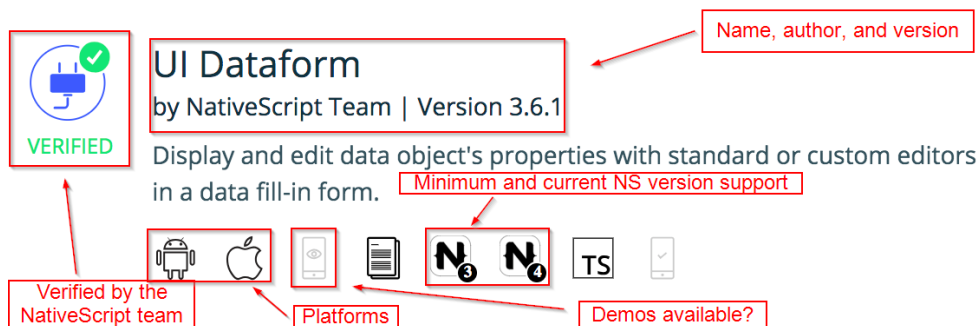 Name, author, and version
UI Dataform
by NativeScript Team | Version 3.6.1
VERIFIED
Display and edit data object's properties with standard or custom editors
in a data fill-in form.
Minimum and current NS version support
N 3
N 4
TS
Verified by the
NativeScript team
Platforms
Demos available?